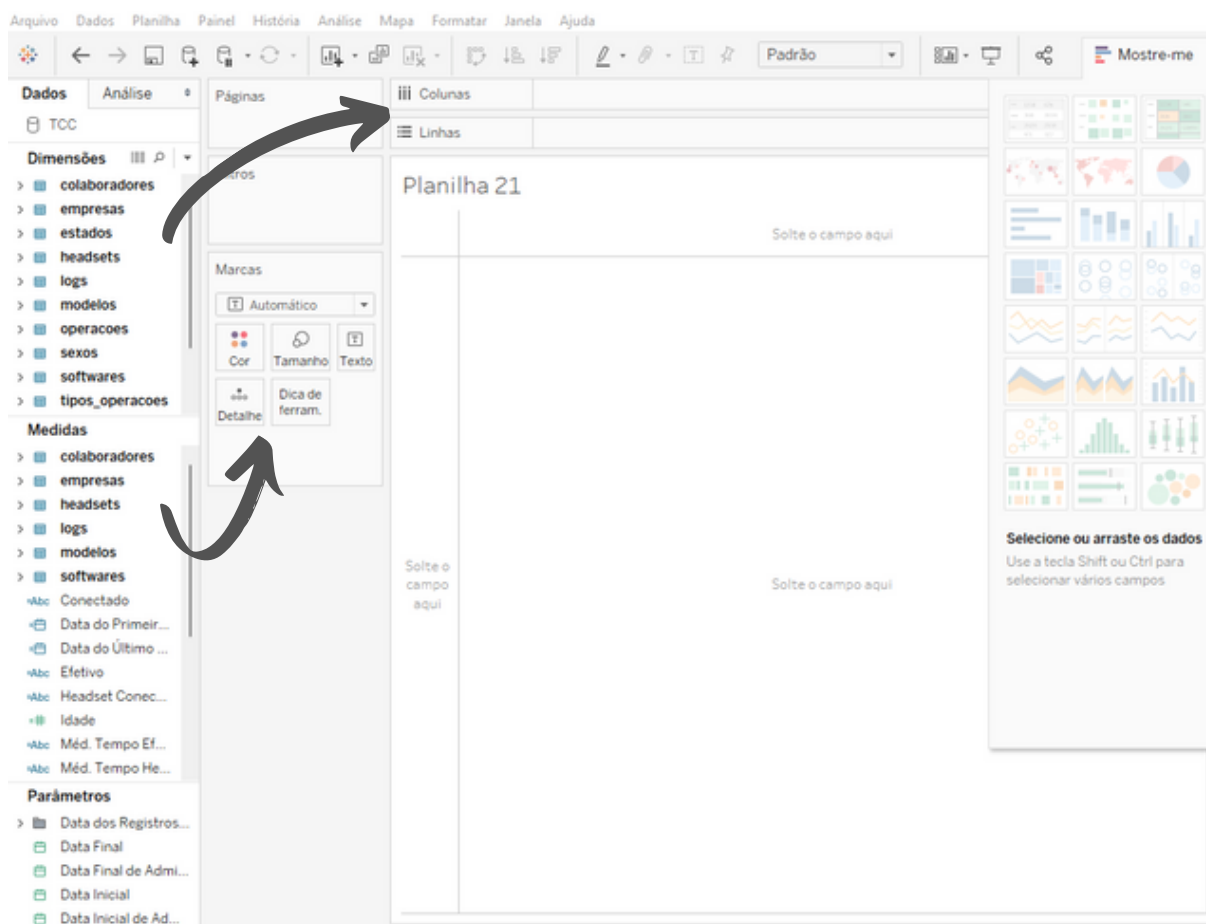 Arquivo Dados Planilha Painel História Análise Mapa Formatar Janela Ajuda
Padrão
Mostre-me
Dados Análise
TCC
Dimensões
colaboradores
empresas
estados
headsets
logs
modelos
operacoes
sexos
softwares
tipos_operacoes
Medidas
colaboradores
empresas
headsets
logs
modelos
softwares
Abc Conectado
Data do Primeir...
Data do Último ...
Abc Efetivo
Abc Headset Conec...
Idade
Abc Méd. Tempo Ef...
Abc Méd. Tempo He...
Parâmetros
Data dos Registros...
Data Final
Data Final de Admi...
Data Inicial
Data Inicial de Ad...
Páginas
Marcas
Automático
Cor Tamanho Texto
Detalhe
Dica de
ferram.
Colunas
Linhas
Planilha 21
Solte o campo aqui
Solte o
campo
aqui
Solte o campo aqui
Selecione ou arraste os dados
Use a tecla Shift ou Ctrl para
selecionar vários campos